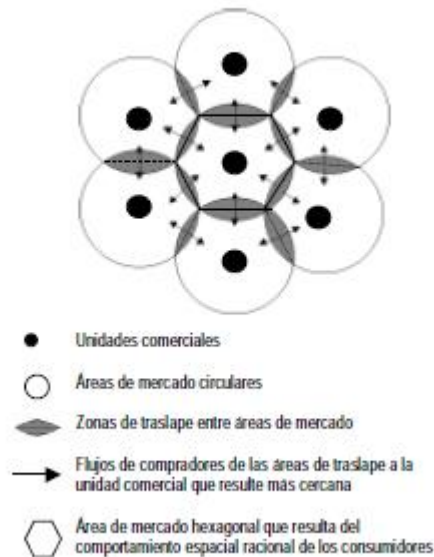 Unidades comerciales
Áreas de mercado circulares
Zonas de traslape entre áreas de mercado
Flujos de compradores de las áreas de traslape a la
unidad comercial que resulte más cercana
Área de mercado hexagonal que resulta del
comportamiento espacial racional de los consumidores